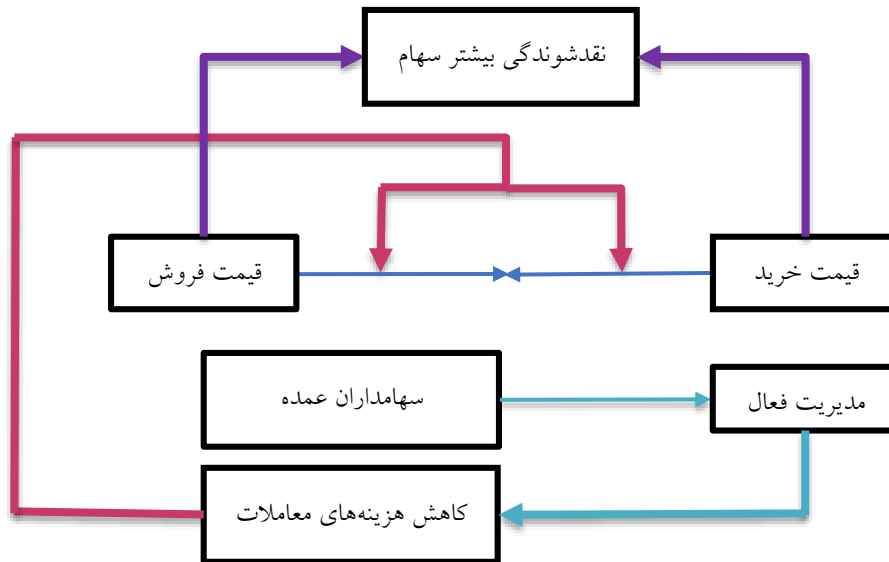 نقدشوندگی بیشتر سهام
قیمت خرید
قیمت فروش
سهامداران عمده
مدیریت فعال
کاهش هزینه‌های معاملات